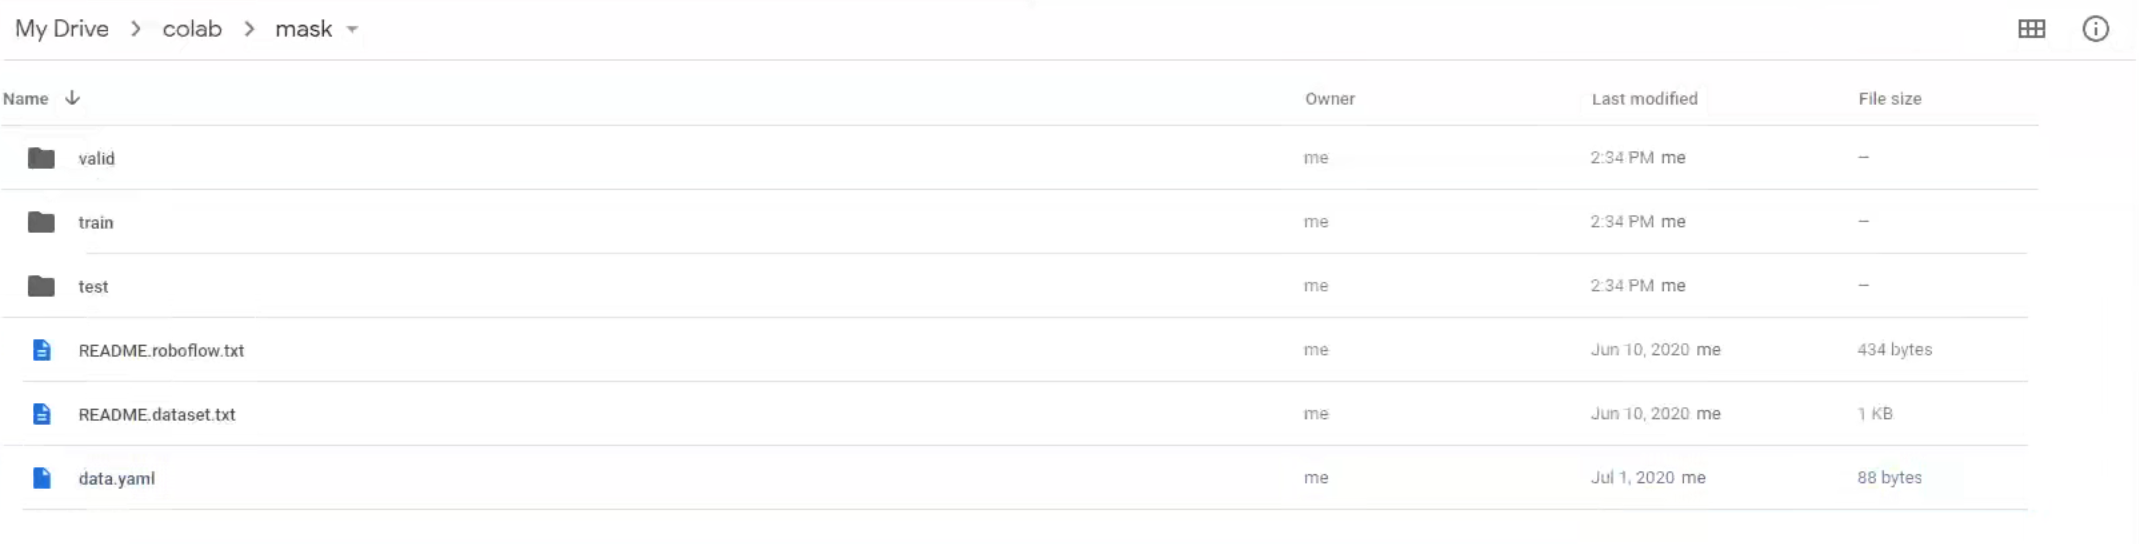 My Drive > colab > mask
Name Owner Last modified File size
valid me 2:34 PM me –
train me 2:34 PM me –
test me 2:34 PM me –
README.roboflow.txt me Jun 10, 2020 me 434 bytes
README.dataset.txt me Jun 10, 2020 me 1 KB
data.yaml me Jul 1, 2020 me 88 bytes